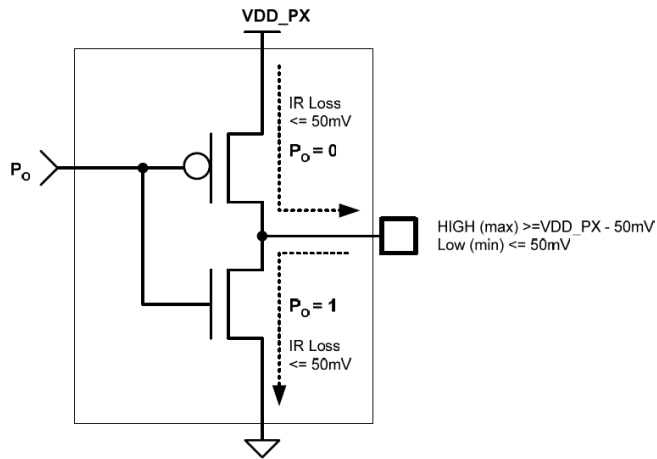 VDD_PX
IR Loss
<= 50mV
Po = 0
Po
HIGH (max) >=VDD_PX - 50mV
Low (min) <= 50mV
Po = 1
IR Loss
<= 50mV